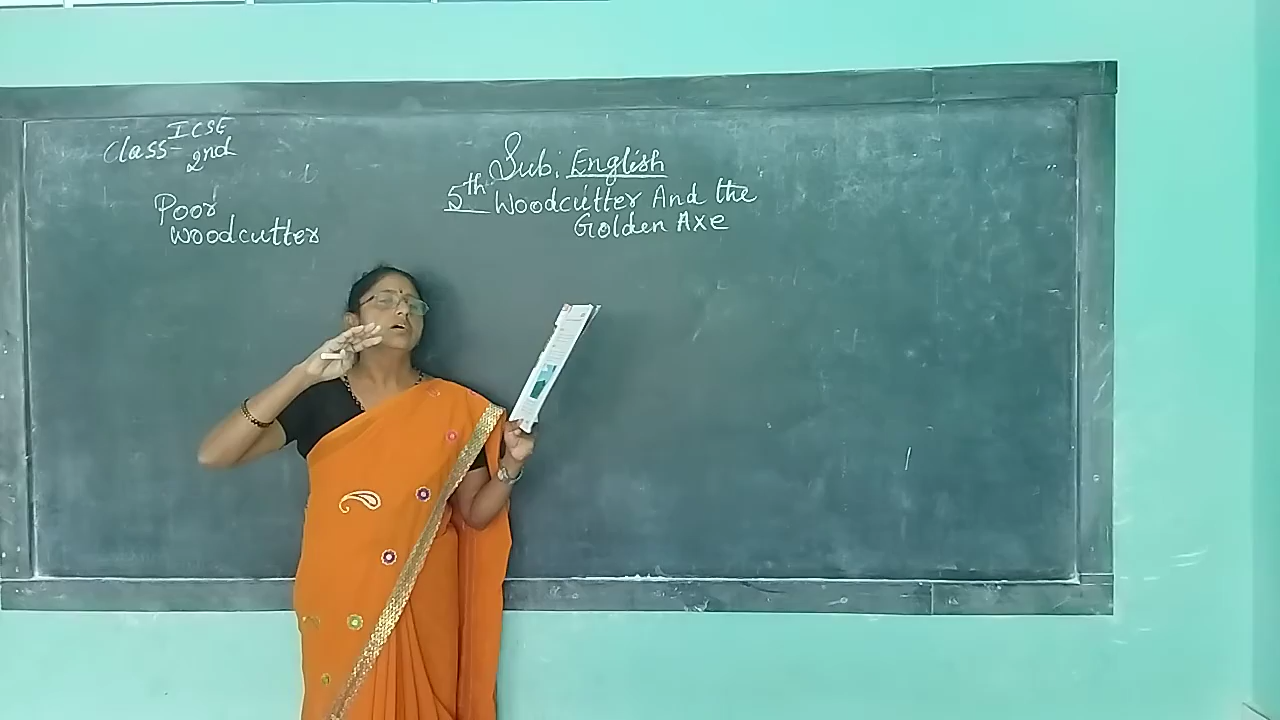 ICSE
Class - 2nd
Poor
woodcutter
Sub: English
5th Woodcutter And the
Golden Axe